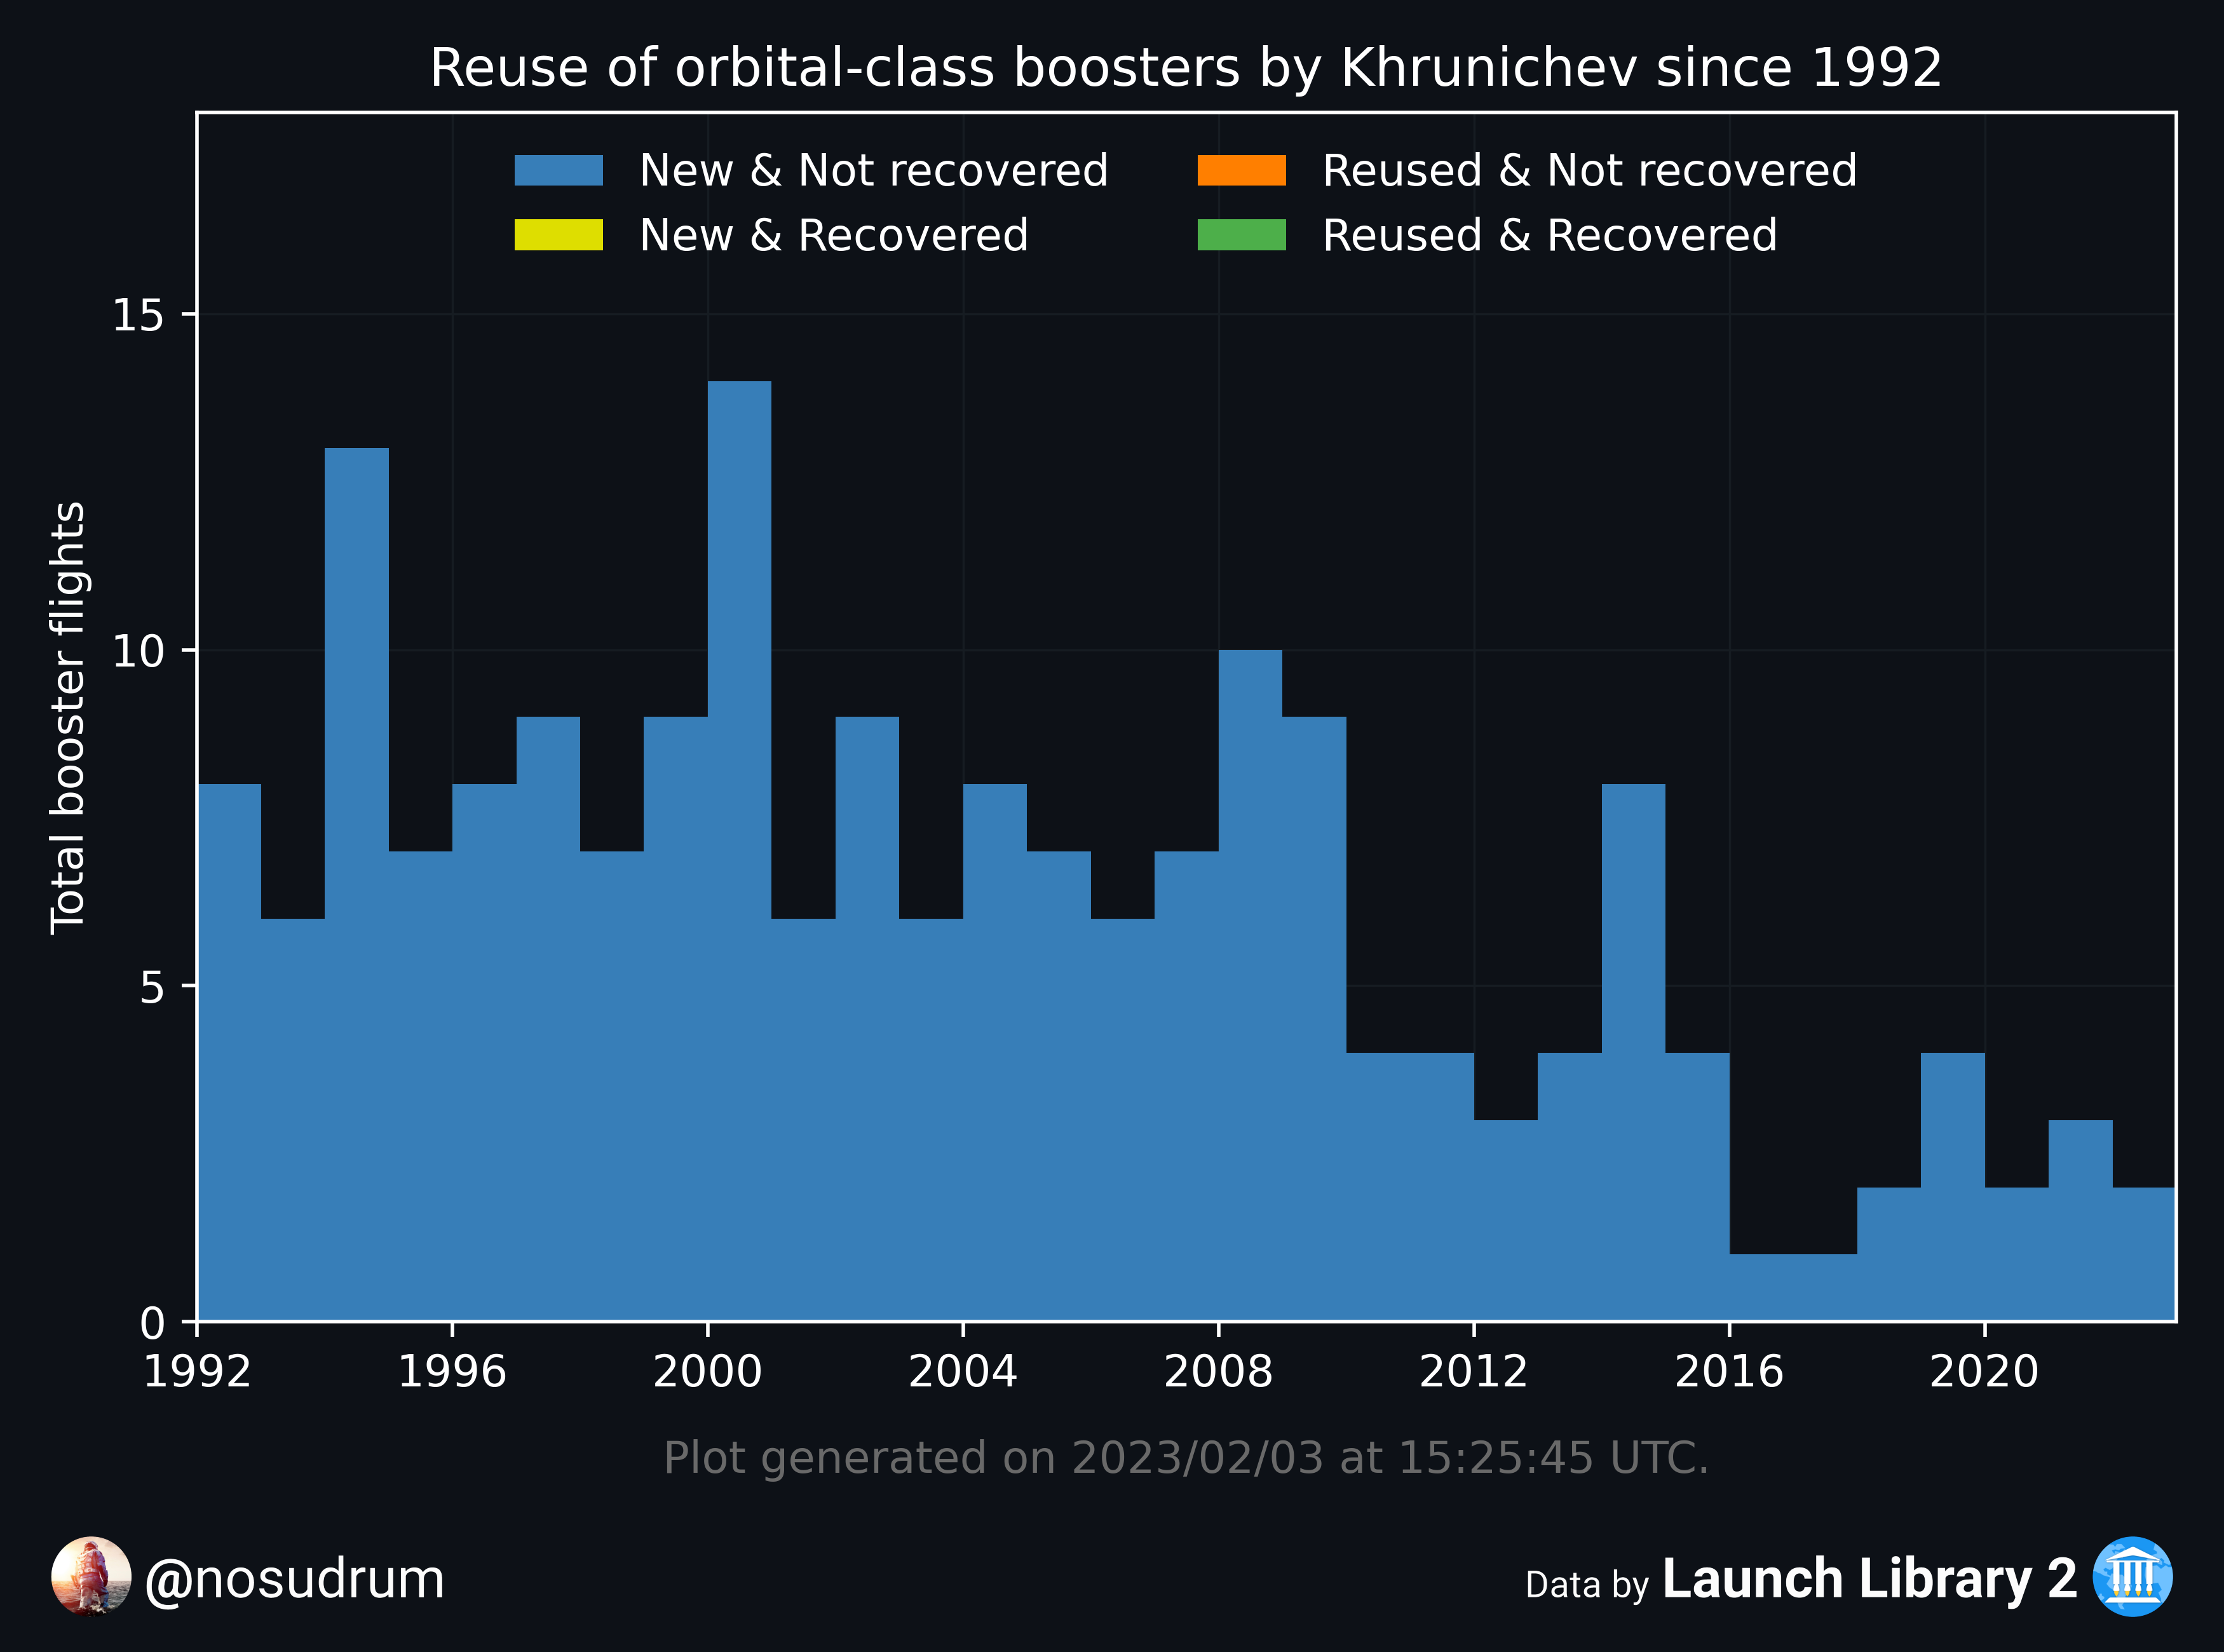 Reuse of orbital-class boosters by Khrunichev since 1992
New & Not recovered
Reused & Not recovered
New & Recovered
Reused & Recovered
Total booster flights
15
10
5
0
1992 1996 2000 2004 2008 2012 2016 2020
Plot generated on 2023/02/03 at 15:25:45 UTC.
@nosudrum
Data by Launch Library 2